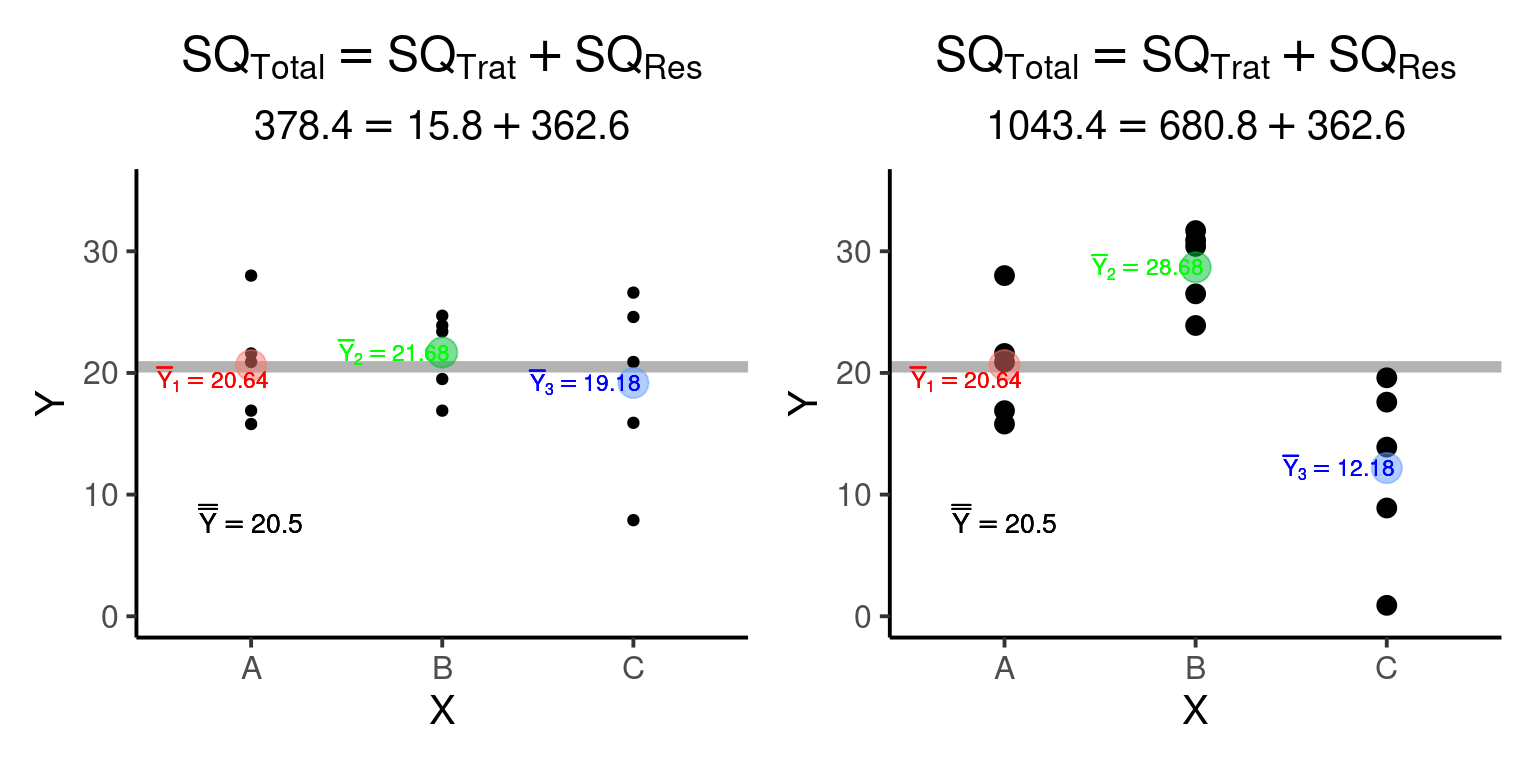 SQTotal = SQTrat + SQRes
378.4 = 15.8 + 362.6
Y
30
20
10
0
Y̅1 = 20.64
Y̅2 = 21.68
Y̅3 = 19.18
Y̿ = 20.5
A B C
X
SQTotal = SQTrat + SQRes
1043.4 = 680.8 + 362.6
Y
30
20
10
0
Y̅1 = 20.64
Y̅2 = 28.68
Y̅3 = 12.18
Y̿ = 20.5
A B C
X